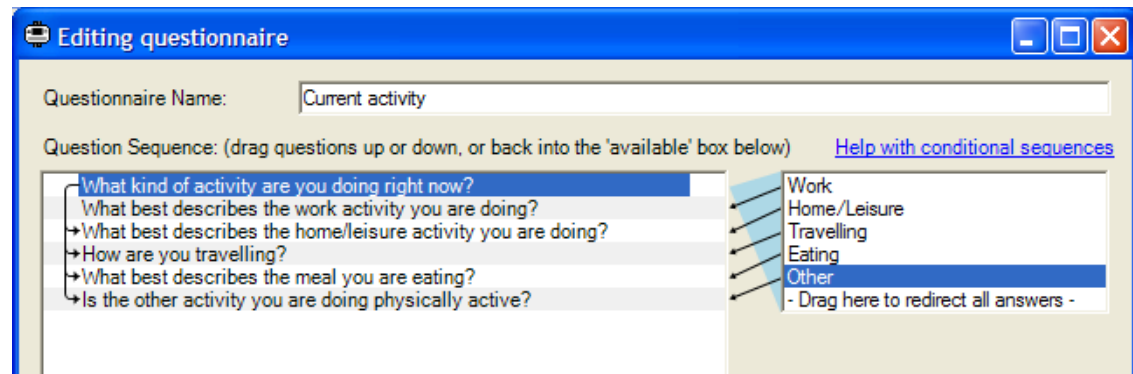 Editing questionnaire
Questionnaire Name: Current activity
Question Sequence: (drag questions up or down, or back into the 'available' box below) Help with conditional sequences
What kind of activity are you doing right now?
What best describes the work activity you are doing?
What best describes the home/leisure activity you are doing?
How are you travelling?
What best describes the meal you are eating?
Is the other activity you are doing physically active?
Work
Home/Leisure
Travelling
Eating
Other
- Drag here to redirect all answers -